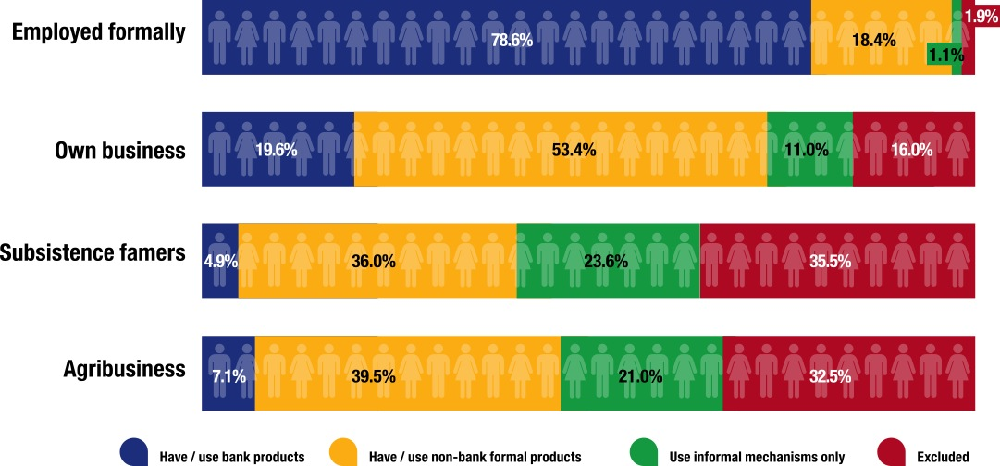 Employed formally
78.6%
18.4%
1.1%
1.9%
Own business
19.6%
53.4%
11.0%
16.0%
Subsistence famers
4.9%
36.0%
23.6%
35.5%
Agribusiness
7.1%
39.5%
21.0%
32.5%
Have / use bank products
Have / use non-bank formal products
Use informal mechanisms only
Excluded